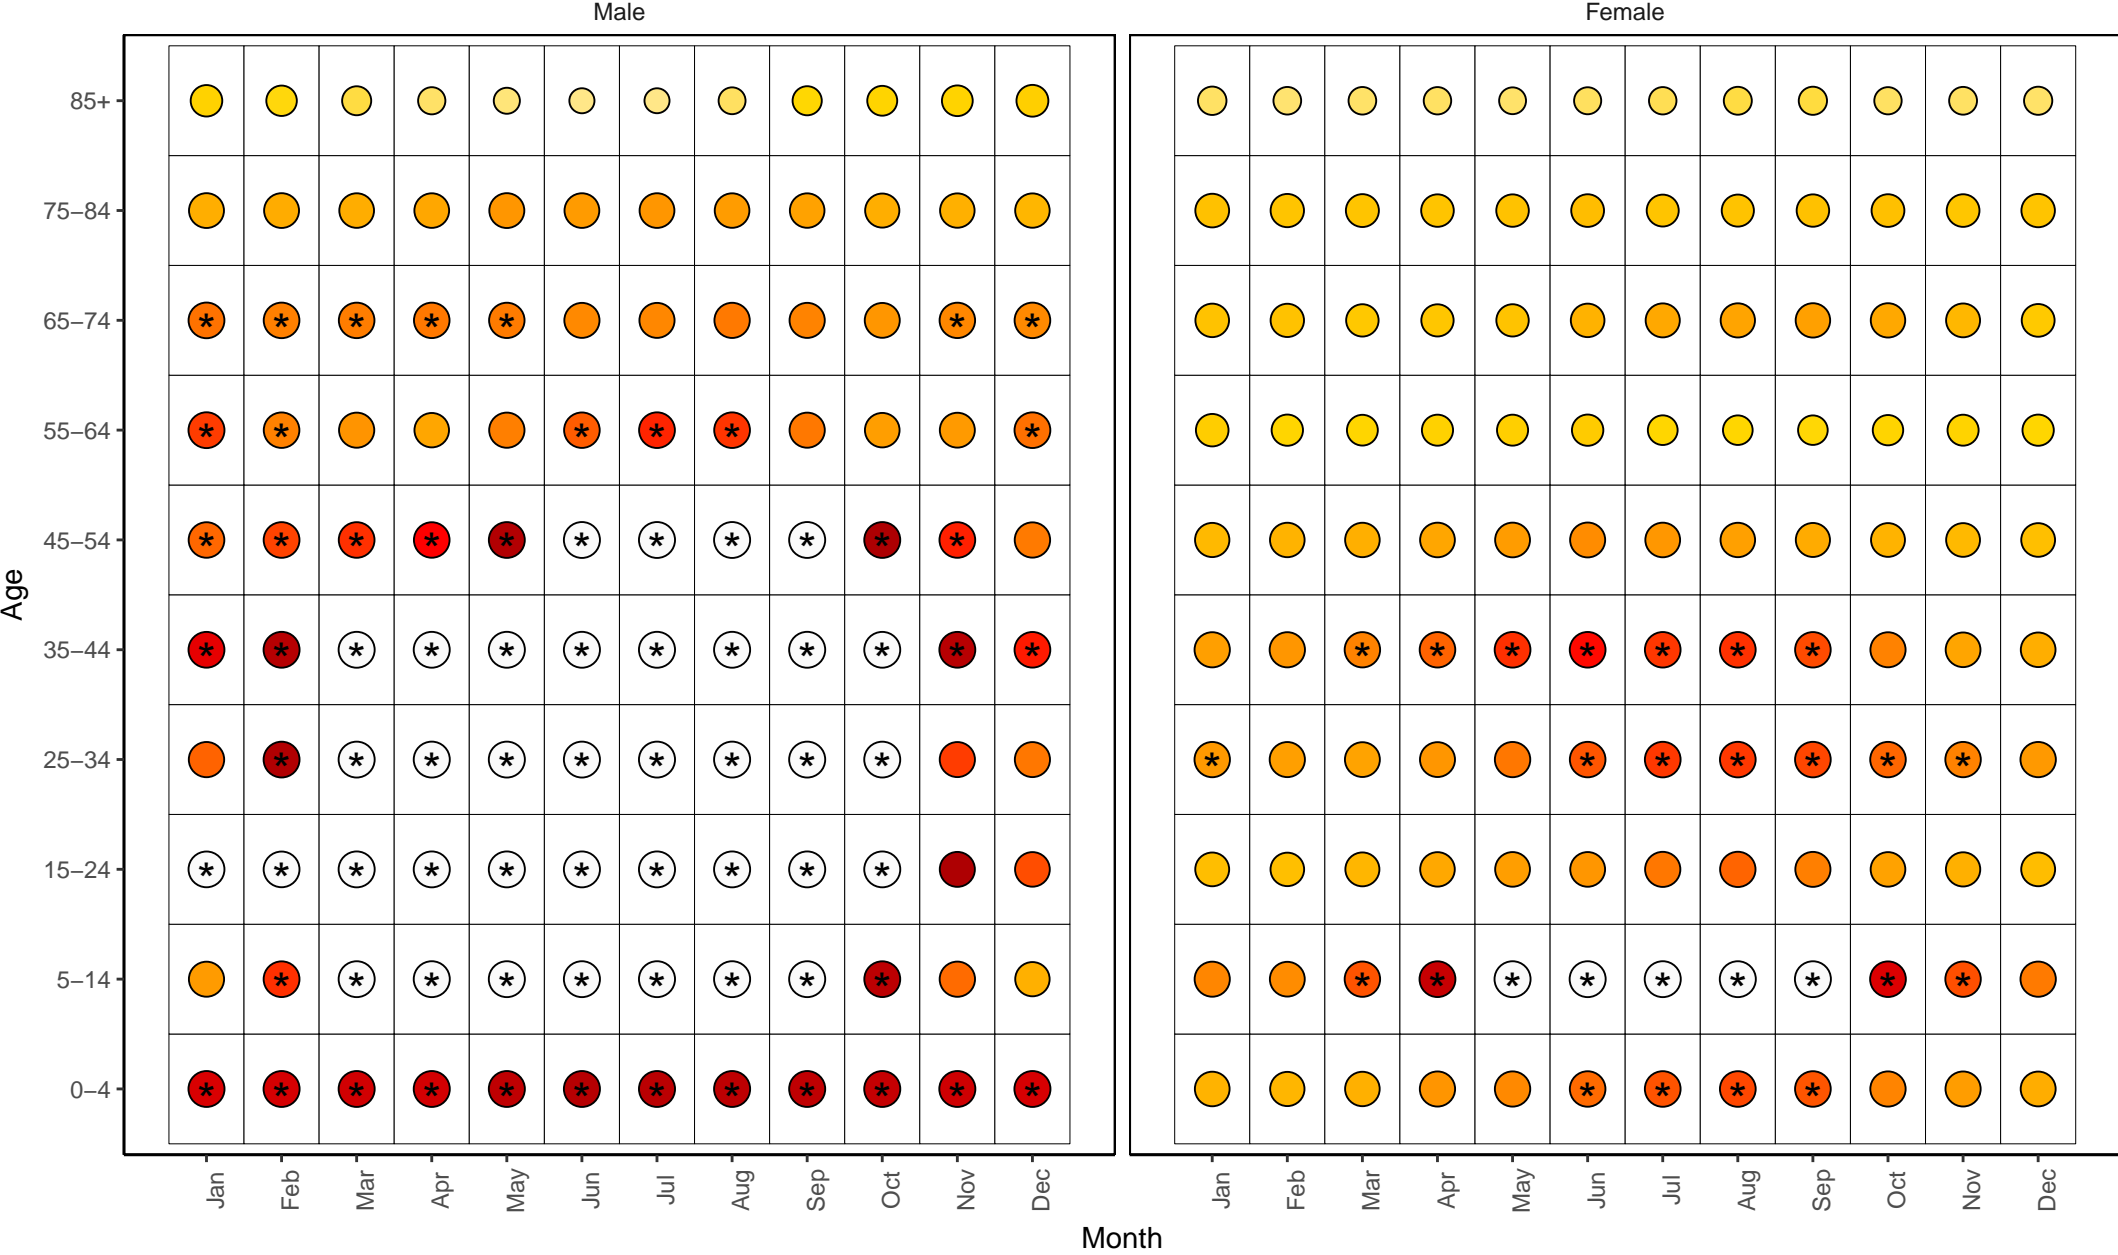 Male
Female
85+
75−84
65−74
* * * * * * *
55−64
* * * * * *
45−54
* * * * * * * * * * *
35−44
* * * * * * * * * * * * * * * * * * *
25−34
* * * * * * * * * * * * * * * *
15−24
* * * * * * * * * *
5−14
* * * * * * * * * * * * * * * * * *
0−4
* * * * * * * * * * * * * * * *
Age
Jan Feb Mar Apr May Jun Jul Aug Sep Oct Nov Dec
Jan Feb Mar Apr May Jun Jul Aug Sep Oct Nov Dec
Month